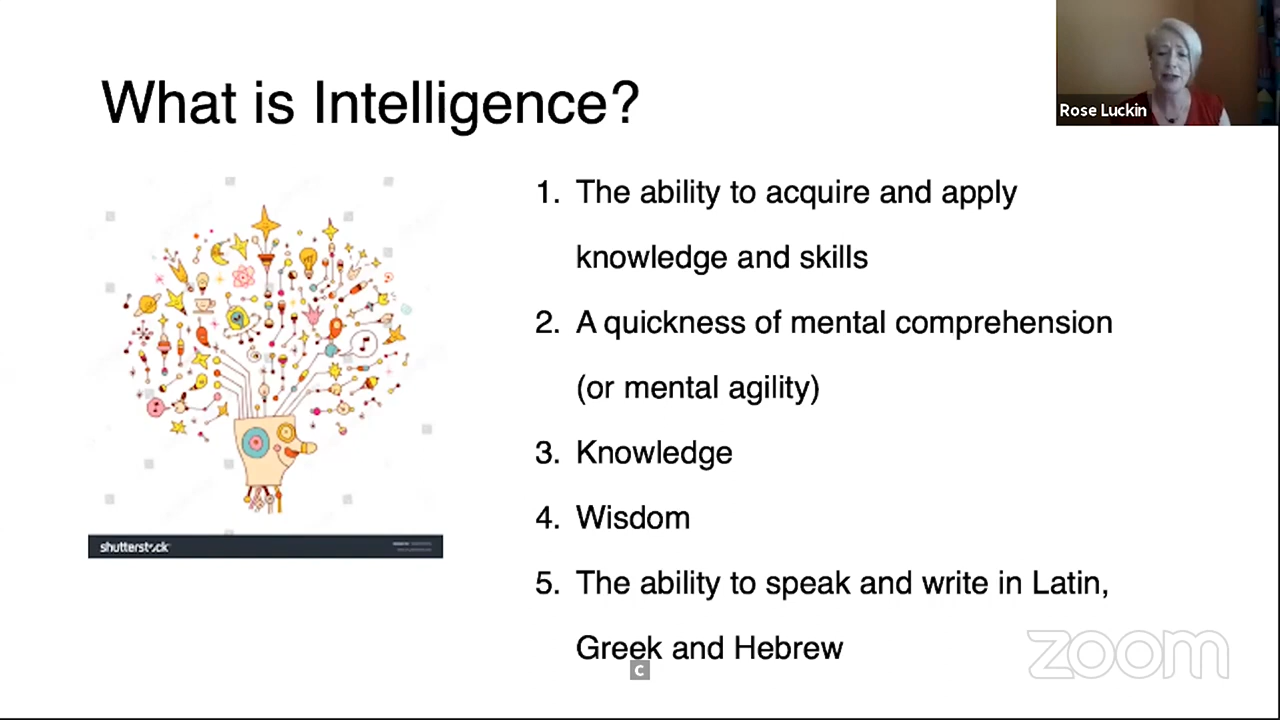 What is Intelligence?
Rose Luckin
1. The ability to acquire and apply
knowledge and skills
2. A quickness of mental comprehension
(or mental agility)
3. Knowledge
4. Wisdom
5. The ability to speak and write in Latin,
Greek and Hebrew
C
shutterstock
zoom